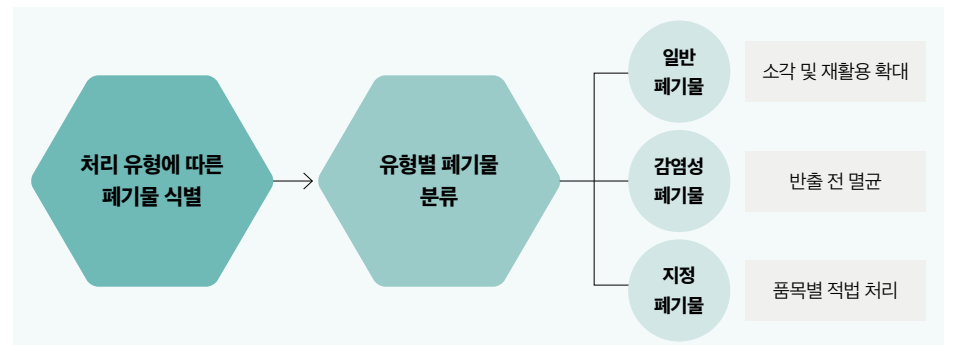 처리 유형에 따른
폐기물 식별
유형별 폐기물
분류
일반
폐기물
소각 및 재활용 확대
감염성
폐기물
반출 전 멸균
지정
폐기물
품목별 적법 처리